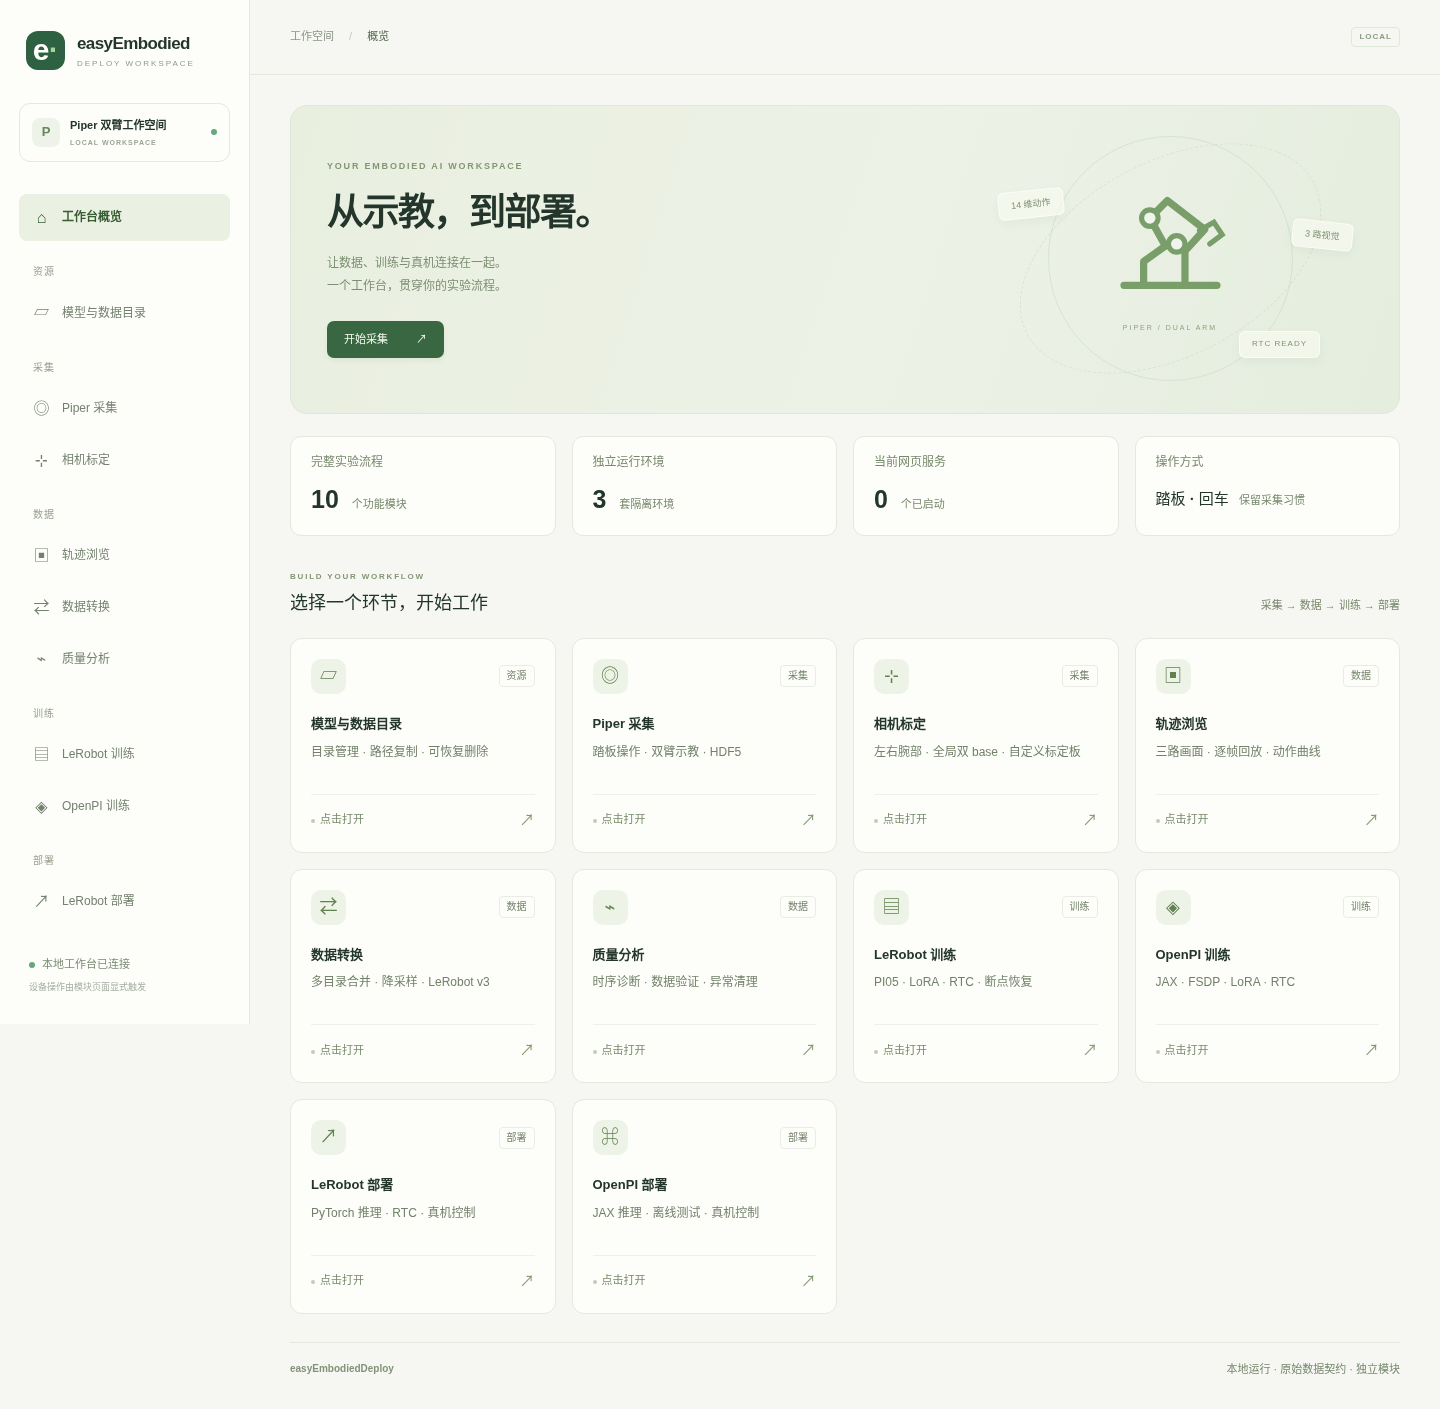 easyEmbodied
DEPLOY WORKSPACE
P
Piper 双臂工作空间
LOCAL WORKSPACE
工作台概览
资源
模型与数据目录
采集
Piper 采集
相机标定
数据
轨迹浏览
数据转换
质量分析
训练
LeRobot 训练
OpenPI 训练
部署
LeRobot 部署
本地工作台已连接
设备操作由模块页面显式触发
工作空间 / 概览
LOCAL
YOUR EMBODIED AI WORKSPACE
从示教，到部署。
让数据、训练与真机连接在一起。
一个工作台，贯穿你的实验流程。
开始采集 ↗
14 维动作
3 路视觉
PIPER / DUAL ARM
RTC READY
完整实验流程
10 个功能模块
独立运行环境
3 套隔离环境
当前网页服务
0 个已启动
操作方式
踏板 · 回车 保留采集习惯
BUILD YOUR WORKFLOW
选择一个环节，开始工作
采集 → 数据 → 训练 → 部署
资源
模型与数据目录
目录管理 · 路径复制 · 可恢复删除
点击打开 ↗
采集
Piper 采集
踏板操作 · 双臂示教 · HDF5
点击打开 ↗
采集
相机标定
左右腕部 · 全局双 base · 自定义标定板
点击打开 ↗
数据
轨迹浏览
三路画面 · 逐帧回放 · 动作曲线
点击打开 ↗
数据
数据转换
多目录合并 · 降采样 · LeRobot v3
点击打开 ↗
数据
质量分析
时序诊断 · 数据验证 · 异常清理
点击打开 ↗
训练
LeRobot 训练
PI05 · LoRA · RTC · 断点恢复
点击打开 ↗
训练
OpenPI 训练
JAX · FSDP · LoRA · RTC
点击打开 ↗
部署
LeRobot 部署
PyTorch 推理 · RTC · 真机控制
点击打开 ↗
部署
OpenPI 部署
JAX 推理 · 离线测试 · 真机控制
点击打开 ↗
easyEmbodiedDeploy
本地运行 · 原始数据契约 · 独立模块